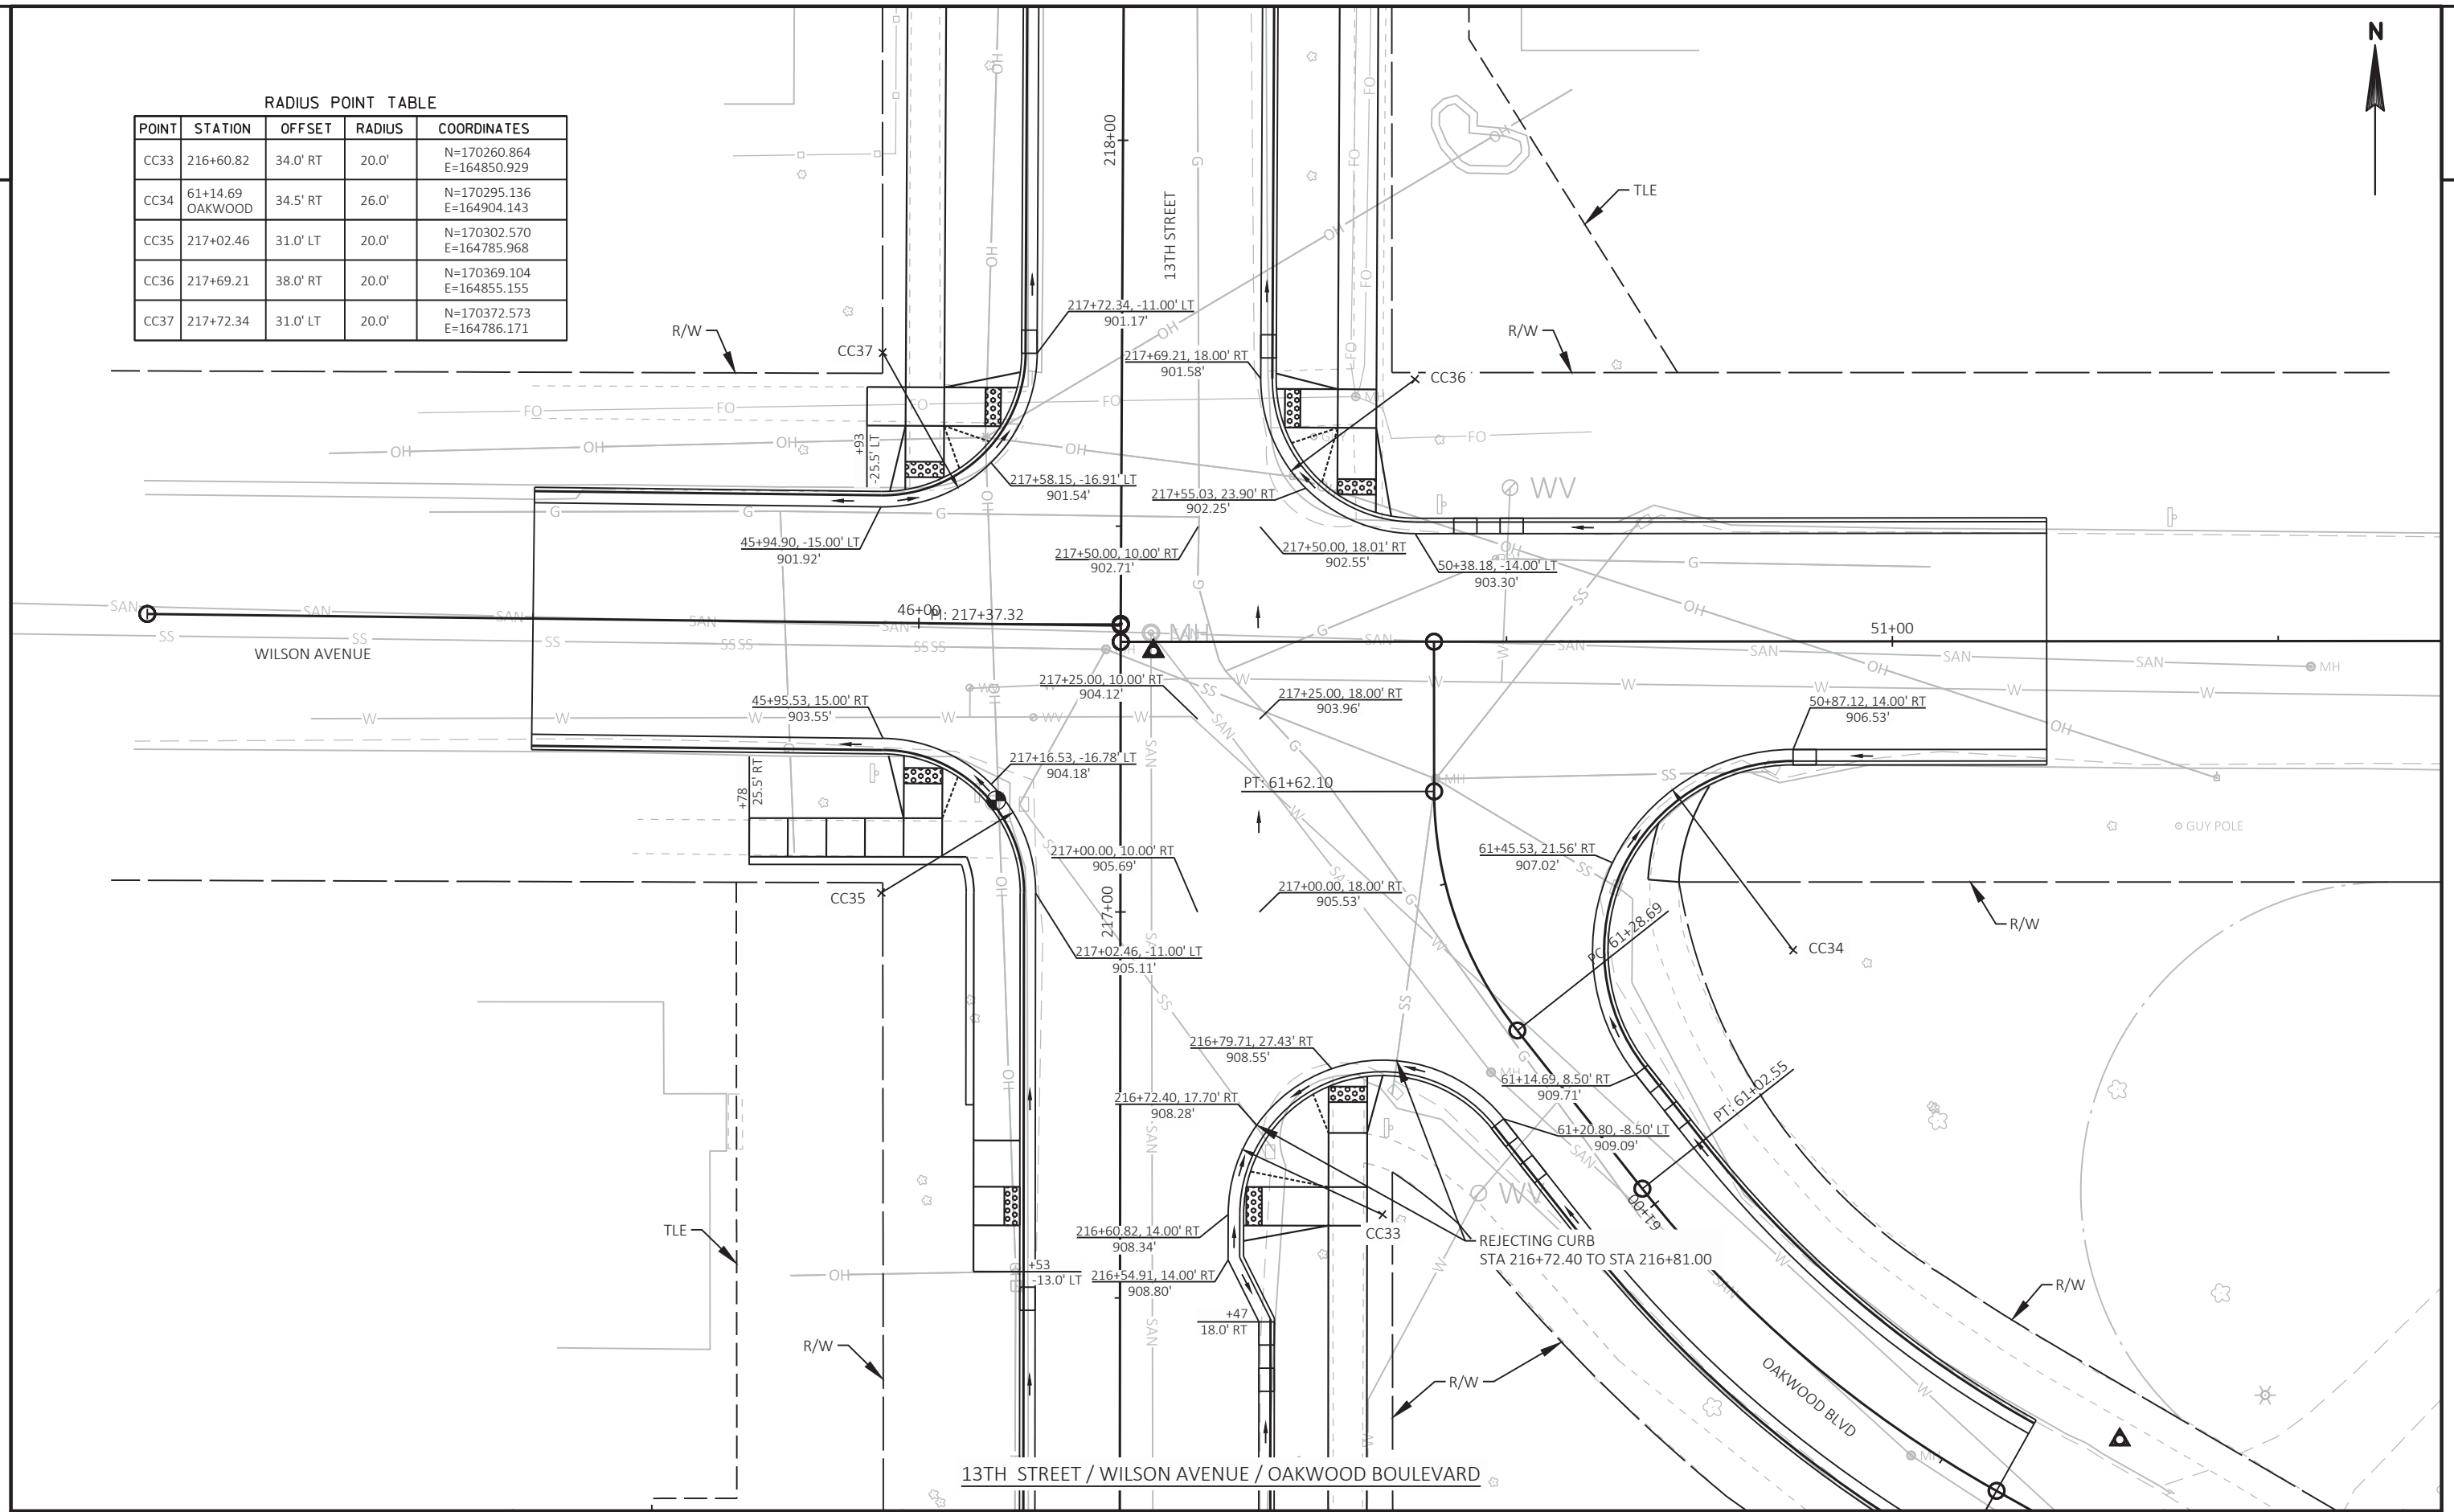 N
RADIUS POINT TABLE
POINT STATION OFFSET RADIUS COORDINATES
CC33 216+60.82 34.0' RT 20.0' N=170260.864
E=164850.929
CC34 61+14.69
OAKWOOD 34.5' RT 26.0' N=170295.136
E=164904.143
CC35 217+02.46 31.0' LT 20.0' N=170302.570
E=164785.968
CC36 217+69.21 38.0' RT 20.0' N=170369.104
E=164855.155
CC37 217+72.34 31.0' LT 20.0' N=170372.573
E=164786.171
218+00
13TH STREET
TLE
R/W
R/W
217+72.34, -11.00' LT
901.17'
CC37
217+69.21, 18.00' RT
901.58'
CC36
+93
-25.5' LT
217+58.15, -16.91' LT
901.54'
217+55.03, 23.90' RT
902.25'
WV
45+94.90, -15.00' LT
901.92'
217+50.00, 10.00' RT
902.71'
217+50.00, 18.01' RT
902.55'
50+38.18, -14.00' LT
903.30'
46+00
PI: 217+37.32
MH
51+00
WILSON AVENUE
MH
217+25.00, 10.00' RT
904.12'
217+25.00, 18.00' RT
903.96'
45+95.53, 15.00' RT
903.55'
WV
50+87.12, 14.00' RT
906.53'
217+16.53, -16.78' LT
904.18'
+78
25.5' RT
PT: 61+62.10
MH
GUY POLE
217+00.00, 10.00' RT
905.69'
61+45.53, 21.56' RT
907.02'
217+00.00, 18.00' RT
905.53'
CC35
217+00
R/W
PC: 61+28.69
CC34
217+02.46, -11.00' LT
905.11'
216+79.71, 27.43' RT
908.55'
MH
61+14.69, 8.50' RT
909.71'
PT: 61+02.55
216+72.40, 17.70' RT
908.28'
61+20.80, -8.50' LT
909.09'
WV
61+00
TLE
216+60.82, 14.00' RT
908.34'
CC33
REJECTING CURB
STA 216+72.40 TO STA 216+81.00
+53
-13.0' LT
216+54.91, 14.00' RT
908.80'
R/W
+47
18.0' RT
R/W
R/W
OAKWOOD BLVD
13TH STREET / WILSON AVENUE / OAKWOOD BOULEVARD
OH
FO
G
SAN
SS
W